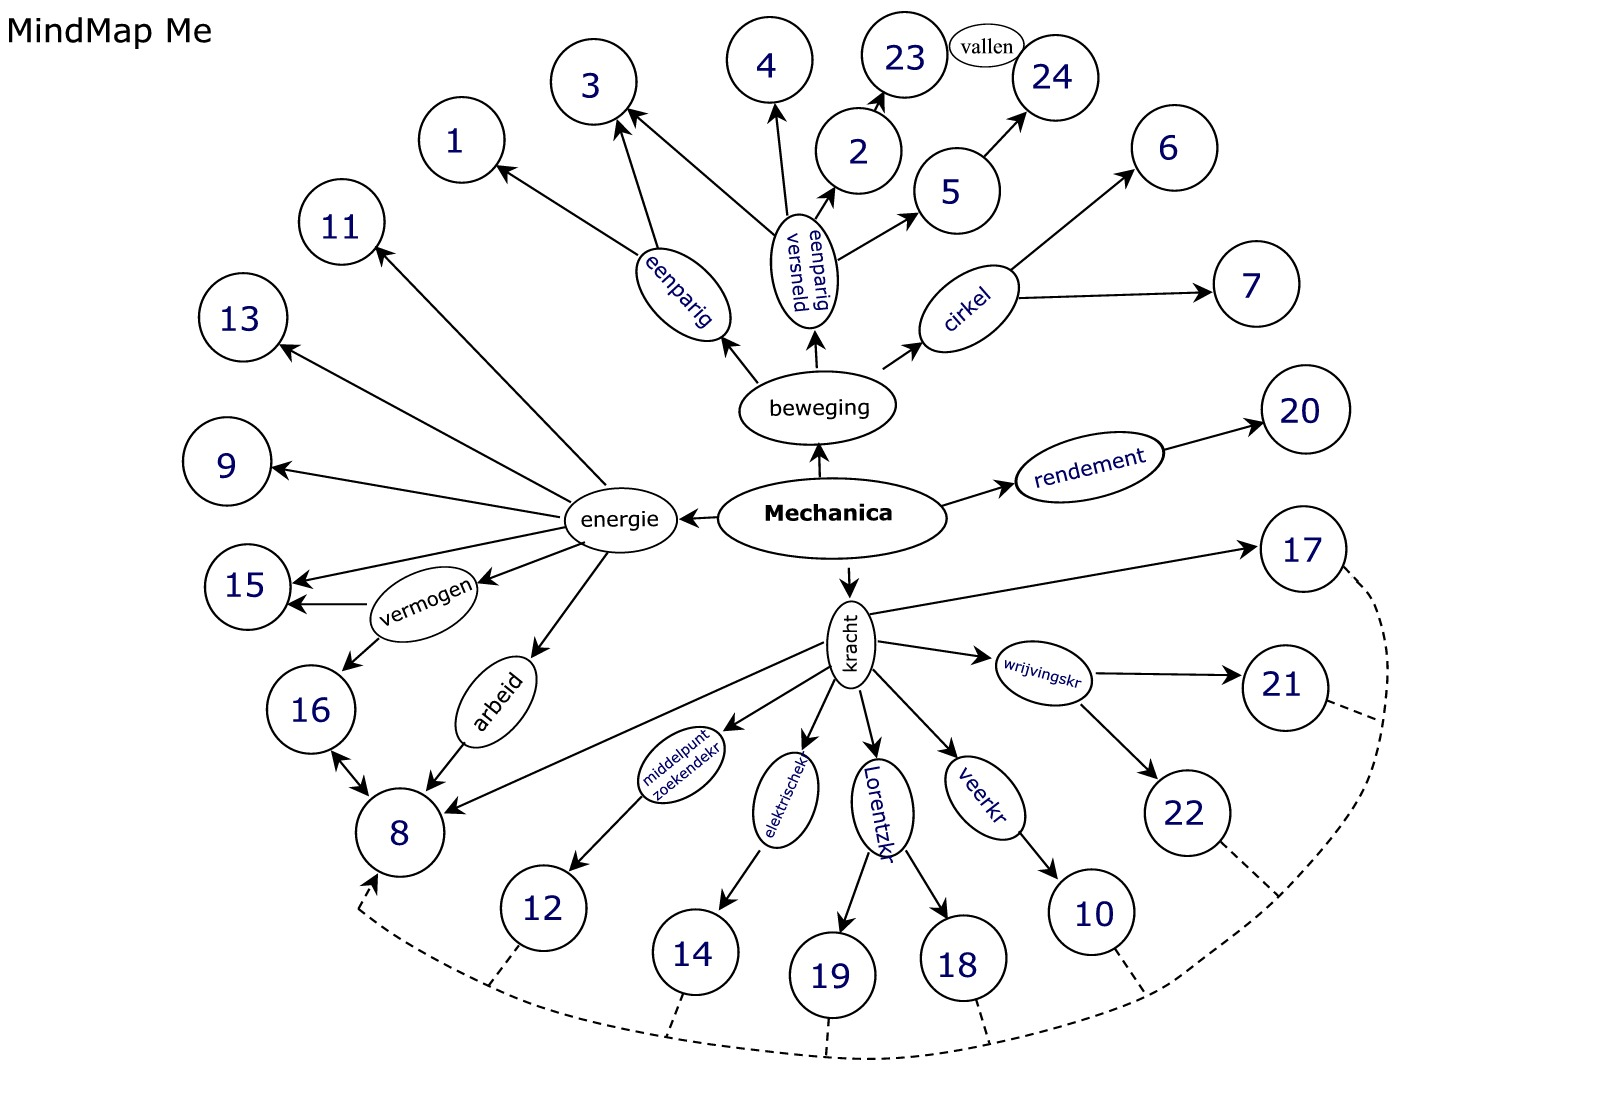 MindMap Me
4
23
vallen
24
3
1
2
6
5
11
eenparig
versneld
eenparig
cirkel
7
13
beweging
20
9
rendement
Mechanica
energie
17
15
vermogen
kracht
wrijvingskr
21
arbeid
16
middelpunt
zoekendekr
elektrischek
Lorentzkr
veerkr
22
8
12
10
14
19
18